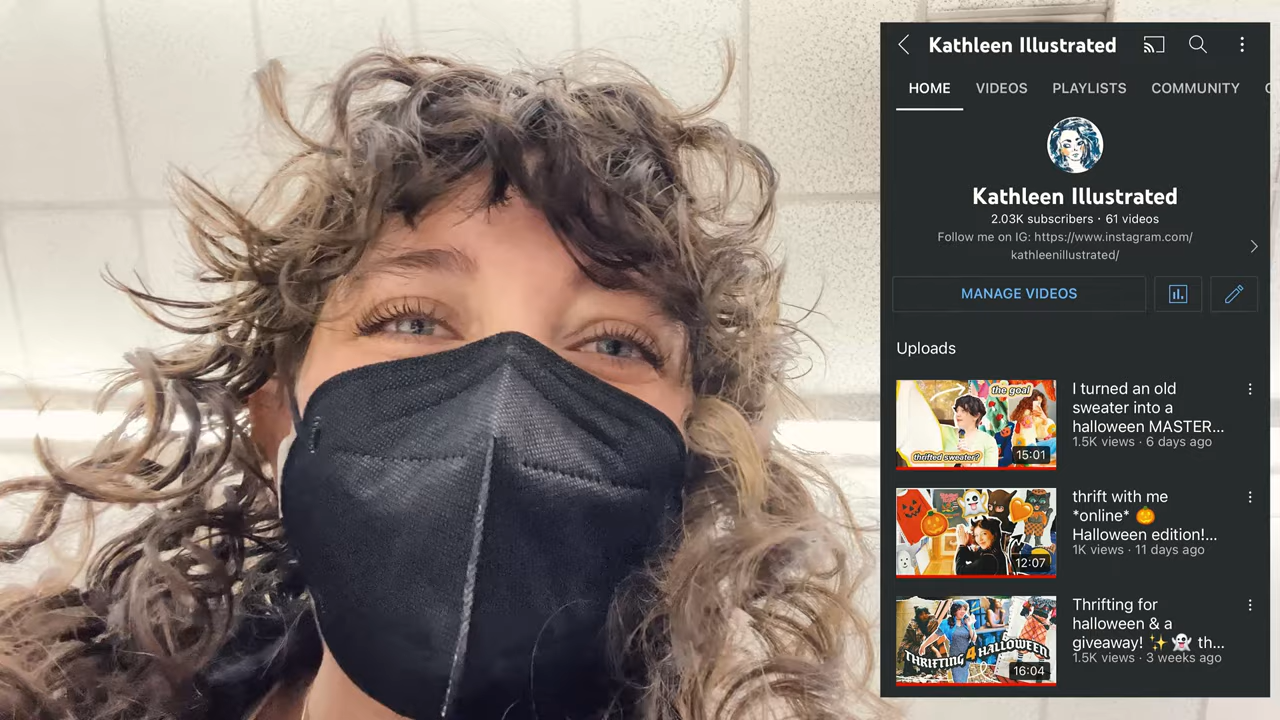 Kathleen Illustrated
HOME VIDEOS PLAYLISTS COMMUNITY
Kathleen Illustrated
2.03K subscribers · 61 videos
Follow me on IG: https://www.instagram.com/
kathleenillustrated/
MANAGE VIDEOS
Uploads
the goal
thrifted sweater?
15:01
I turned an old
sweater into a
halloween MASTER...
1.5K views · 6 days ago
12:07
thrift with me
*online* 🎃
Halloween edition!...
1K views · 11 days ago
THRIFTING 4 HALLOWEEN
16:04
Thrifting for
halloween & a
giveaway! ✨👻 th...
1.5K views · 3 weeks ago